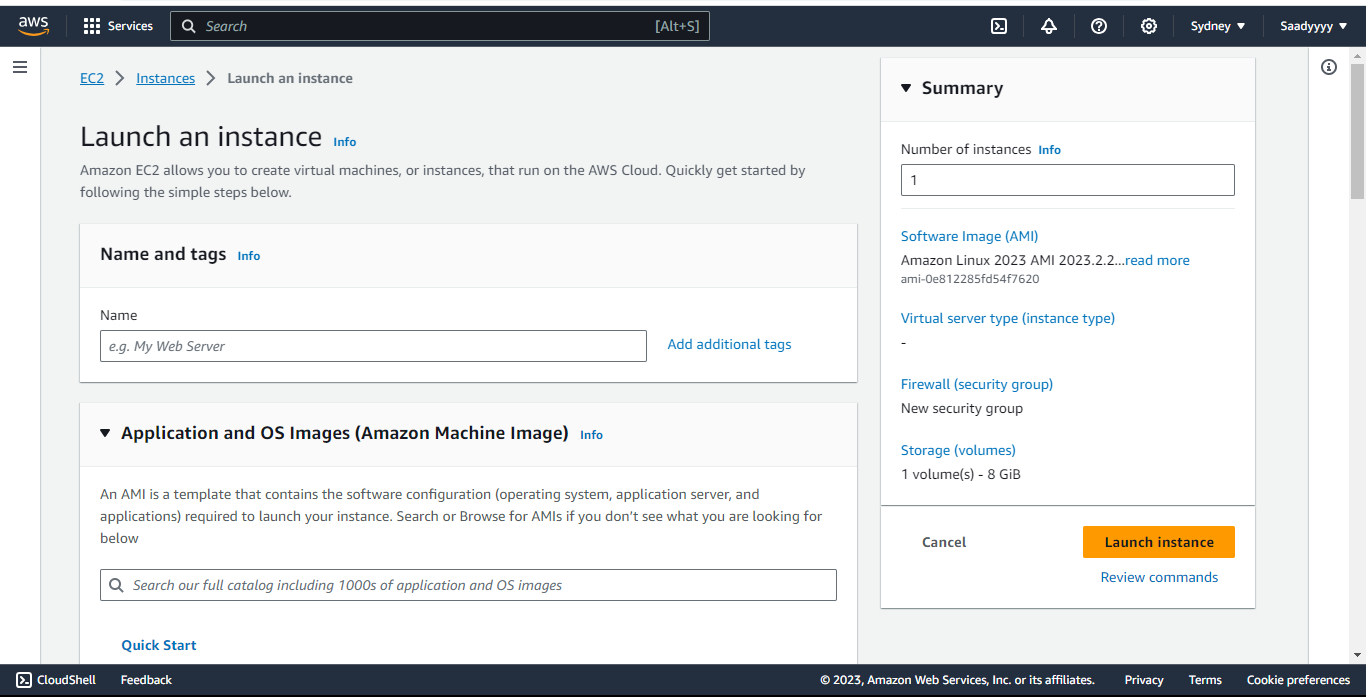 aws
Services
Search
[Alt+S]
Sydney
Saadyyyy
EC2
Instances
Launch an instance
Launch an instance
Info
Amazon EC2 allows you to create virtual machines, or instances, that run on the AWS Cloud. Quickly get started by
following the simple steps below.
Name and tags
Info
Name
e.g. My Web Server
Add additional tags
Application and OS Images (Amazon Machine Image)
Info
An AMI is a template that contains the software configuration (operating system, application server, and
applications) required to launch your instance. Search or Browse for AMIs if you don’t see what you are looking for
below
Search our full catalog including 1000s of application and OS images
Quick Start
Summary
Number of instances
Info
1
Software Image (AMI)
Amazon Linux 2023 AMI 2023.2.2...read more
ami-0e812285fd54f7620
Virtual server type (instance type)
-
Firewall (security group)
New security group
Storage (volumes)
1 volume(s) - 8 GiB
Cancel
Launch instance
Review commands
CloudShell
Feedback
© 2023, Amazon Web Services, Inc. or its affiliates.
Privacy
Terms
Cookie preferences